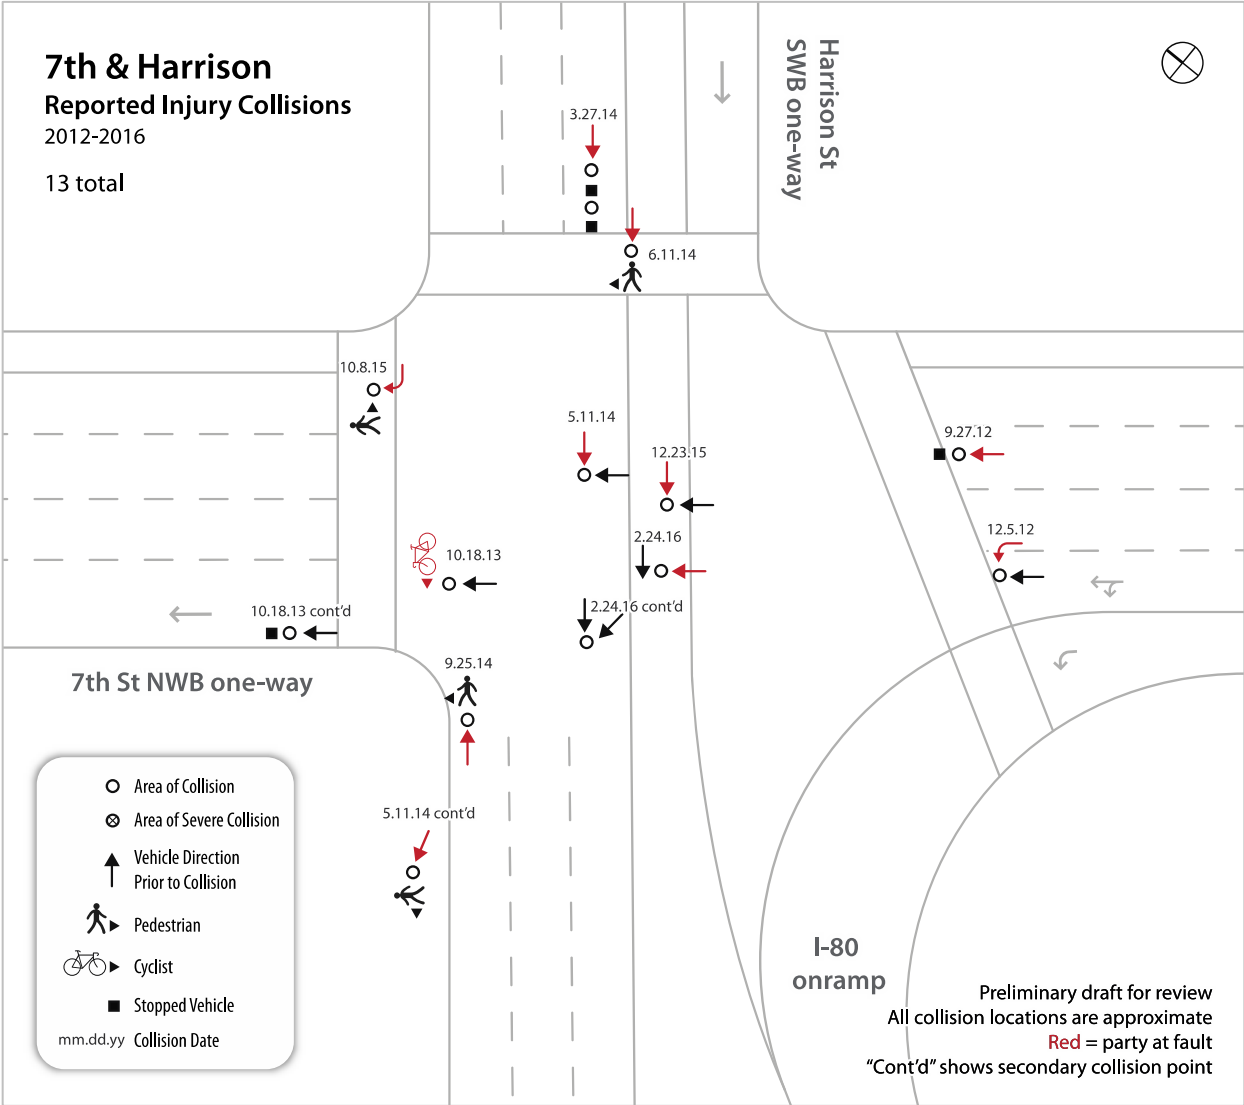 7th & Harrison
Reported Injury Collisions
2012-2016
13 total
Harrison St
SWB one-way
3.27.14
6.11.14
10.8.15
5.11.14
12.23.15
9.27.12
2.24.16
12.5.12
10.18.13
2.24.16 cont'd
10.18.13 cont'd
9.25.14
7th St NWB one-way
5.11.14 cont'd
Area of Collision
Area of Severe Collision
Vehicle Direction
Prior to Collision
Pedestrian
Cyclist
Stopped Vehicle
mm.dd.yy Collision Date
I-80
onramp
Preliminary draft for review
All collision locations are approximate
Red = party at fault
"Cont'd" shows secondary collision point